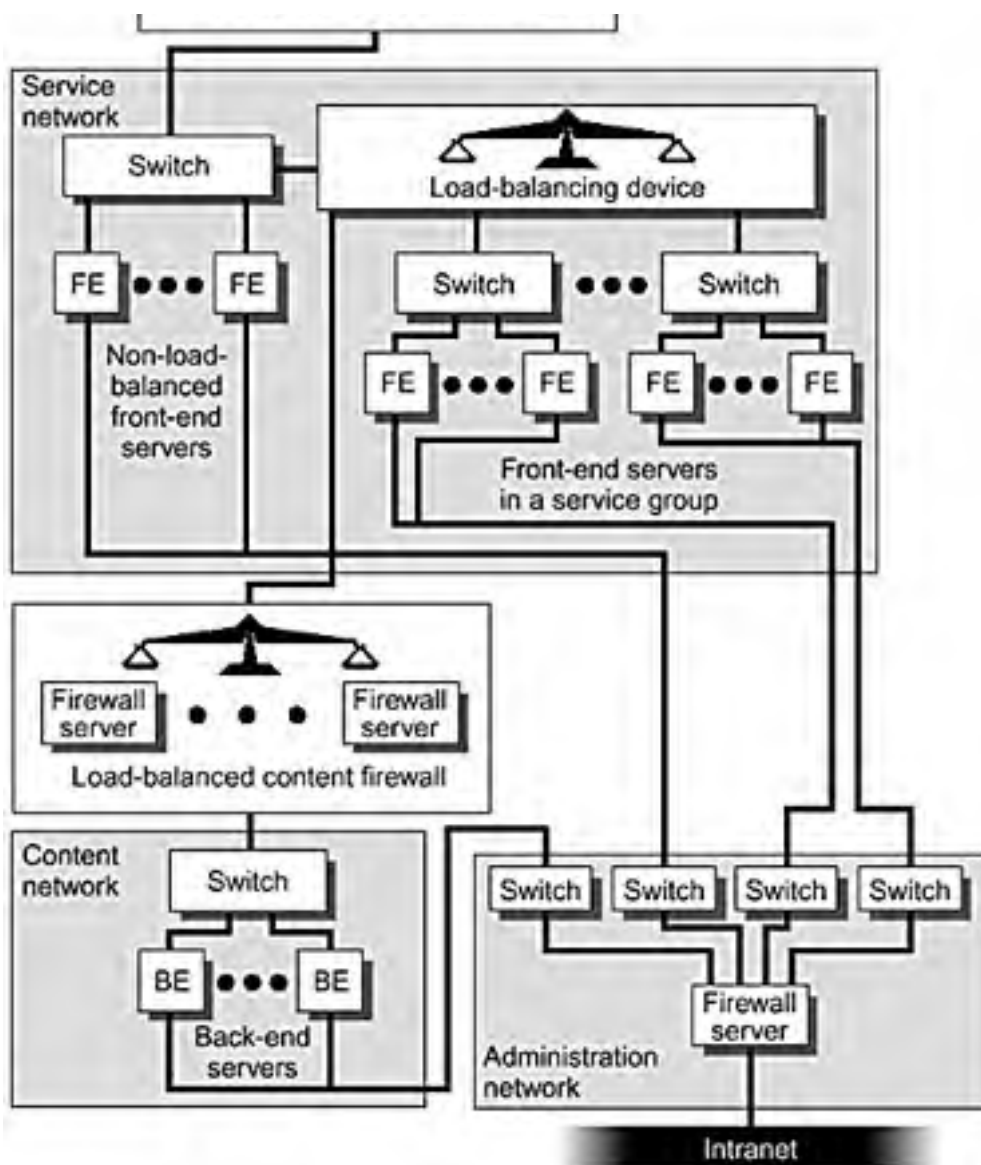 Service
network
Switch
Load-balancing device
FE
FE
Switch
Switch
Non-load-
balanced
front-end
servers
FE
FE
FE
FE
Front-end servers
in a service group
Firewall
server
Firewall
server
Load-balanced content firewall
Content
network
Switch
Switch
Switch
Switch
Switch
BE
BE
Back-end
servers
Firewall
server
Administration
network
Intranet